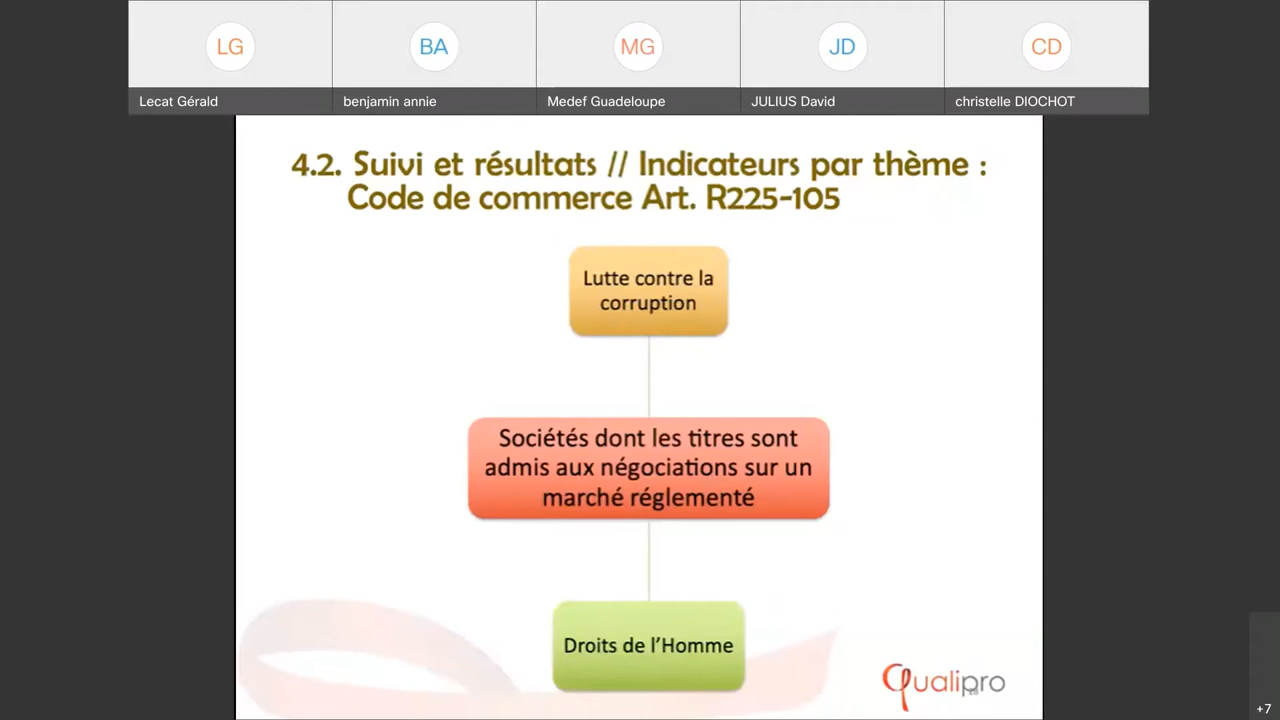 LG
BA
MG
JD
CD
Lecat Gérald
benjamin annie
Medef Guadeloupe
JULIUS David
christelle DIOCHOT
4.2. Suivi et résultats // Indicateurs par thème :
Code de commerce Art. R225-105
Lutte contre la
corruption
Sociétés dont les titres sont
admis aux négociations sur un
marché réglementé
Droits de l’Homme
Qualipro
+7